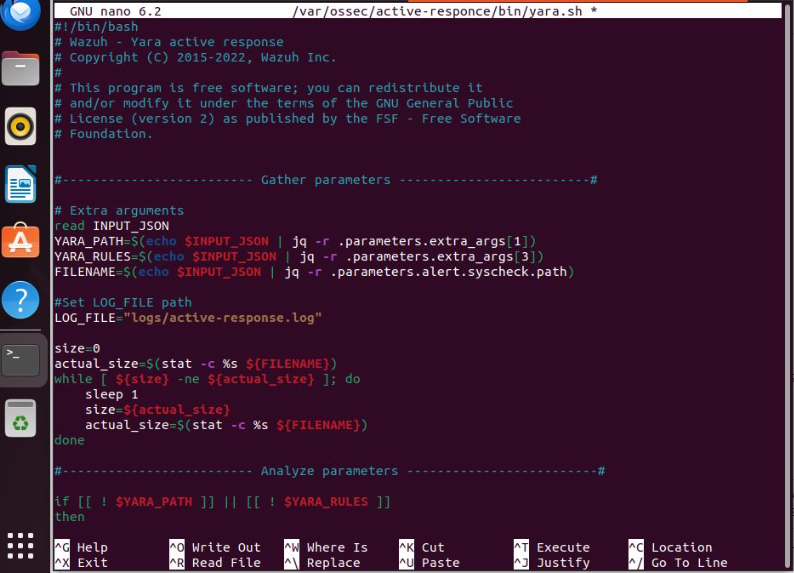 GNU nano 6.2 /var/ossec/active-responce/bin/yara.sh *
#!/bin/bash
# Wazuh - Yara active response
# Copyright (C) 2015-2022, Wazuh Inc.
#
# This program is free software; you can redistribute it
# and/or modify it under the terms of the GNU General Public
# License (version 2) as published by the FSF - Free Software
# Foundation.
#------------------------- Gather parameters -------------------------#
# Extra arguments
read INPUT_JSON
YARA_PATH=$(echo $INPUT_JSON | jq -r .parameters.extra_args[1])
YARA_RULES=$(echo $INPUT_JSON | jq -r .parameters.extra_args[3])
FILENAME=$(echo $INPUT_JSON | jq -r .parameters.alert.syscheck.path)
#Set LOG_FILE path
LOG_FILE="logs/active-response.log"
size=0
actual_size=$(stat -c %s ${FILENAME})
while [ ${size} -ne ${actual_size} ]; do
    sleep 1
    size=${actual_size}
    actual_size=$(stat -c %s ${FILENAME})
done
#------------------------- Analyze parameters -------------------------#
if [[ ! $YARA_PATH ]] || [[ ! $YARA_RULES ]]
then
^G Help ^O Write Out ^W Where Is ^K Cut ^T Execute ^C Location
^X Exit ^R Read File ^\ Replace ^U Paste ^J Justify ^/ Go To Line